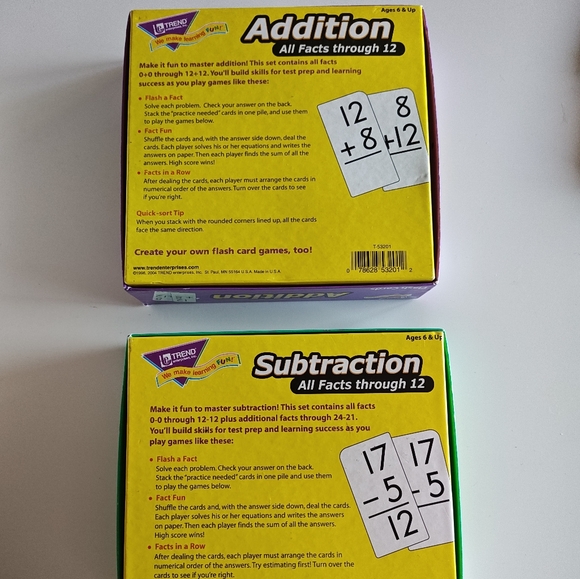 Ages 6 & Up
TREND
We make learning FUN!
Addition
All Facts through 12
Make it fun to master addition! This set contains all facts
0+0 through 12+12. You'll build skills for test prep and learning
success as you play games like these:
• Flash a Fact
Solve each problem. Check your answer on the back.
Stack the "practice needed" cards in one pile, and use them
to play the games below.
• Fact Fun
Shuffle the cards and, with the answer side down, deal the
cards. Each player solves his or her equations and writes the
answers on paper. Then each player finds the sum of all the
answers. High score wins!
• Facts in a Row
After dealing the cards, each player must arrange the cards in
numerical order of the answers. Turn over the cards to see
if you're right.
Quick-sort Tip
When you stack with the rounded corners lined up, all the cards
face the same direction
Create your own flash card games, too!
12
+ 8
8
+12
T-53201
0 78628 53201 2
www.trendenterprises.com
TREND enterprises, Inc. St. Paul, MN 55164 U.S.A. Made in U.S.A.
Addition
Ages 6 & Up
TREND
We make learning FUN!
Subtraction
All Facts through 12
Make it fun to master subtraction! This set contains all facts
0-0 through 12-12 plus additional facts through 24-21.
You'll build skills for test prep and learning success as you
play games like these:
• Flash a Fact
Solve each problem. Check your answer on the back.
Stack the "practice needed" cards in one pile and use them
to play the games below.
• Fact Fun
Shuffle the cards and, with the answer side down, deal the cards.
Each player solves his or her equations and writes the answers
on paper. Then each player finds the sum of all the answers.
High score wins!
• Facts in a Row
After dealing the cards, each player must arrange the cards in
numerical order of the answers. Try estimating first! Turn over the
cards to see if you're right.
17
- 5
12
17
- 5